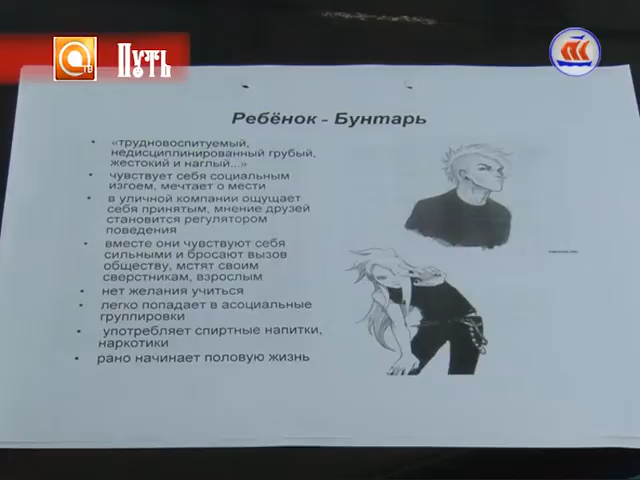 ТВ
Путь
Ребёнок - Бунтарь
• «трудновоспитуемый,
недисциплинированный грубый,
жестокий и наглый...»
• чувствует себя социальным
изгоем, мечтает о мести
• в уличной компании ощущает
себя принятым, мнение друзей
становится регулятором
поведения
• вместе они чувствуют себя
сильными и бросают вызов
обществу, мстят своим
сверстникам, взрослым
• нет желания учиться
• легко попадает в асоциальные
группировки
• употребляет спиртные напитки,
наркотики
• рано начинает половую жизнь